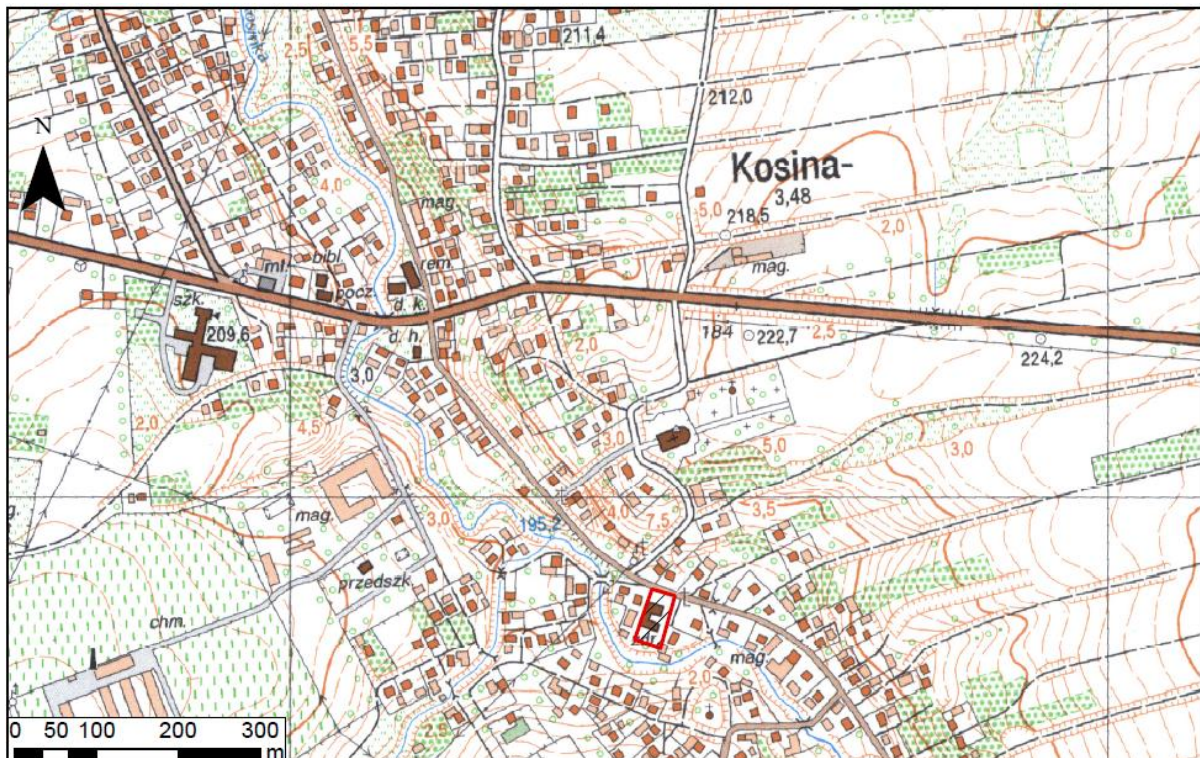 211,4
2,5
5,5
212,0
N
4,0
Kosina-
3,48
mag.
5,0
218,5
2,0
mł.
bibl.
rem.
mag.
pocz.
d. k.
szk.
209,6
d. h.
184
222,7
2,5
224,2
2,0
3,0
2,0
4,5
3,0
5,0
3,0
mag.
3,0
195,2
4,0
7,5
3,5
przedszk.
chm.
mag.
2,0
2,5
0 50 100 200 300
m